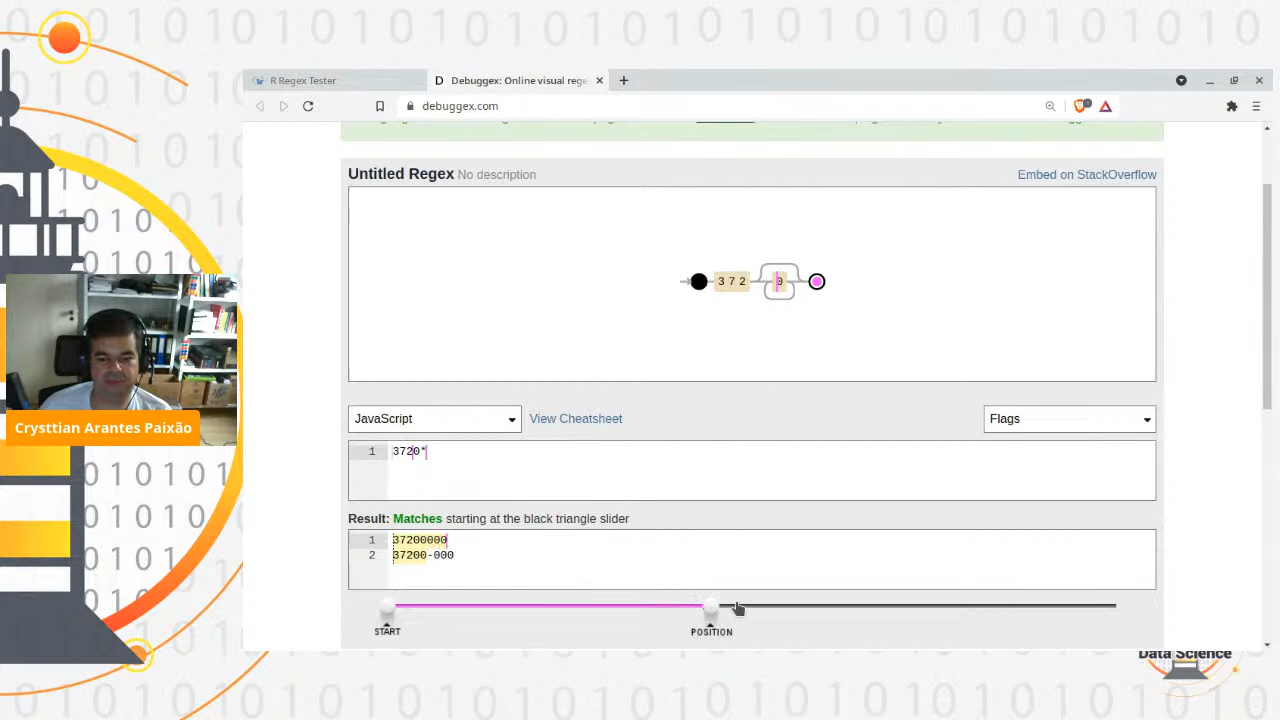 R Regex Tester
D Debuggex: Online visual rege
debuggex.com
Untitled Regex No description
Embed on StackOverflow
3 7 2
0
JavaScript
View Cheatsheet
Flags
1 3720*
Result: Matches starting at the black triangle slider
1 37200000
2 37200-000
START
POSITION
Crysttian Arantes Paixão
Data Science